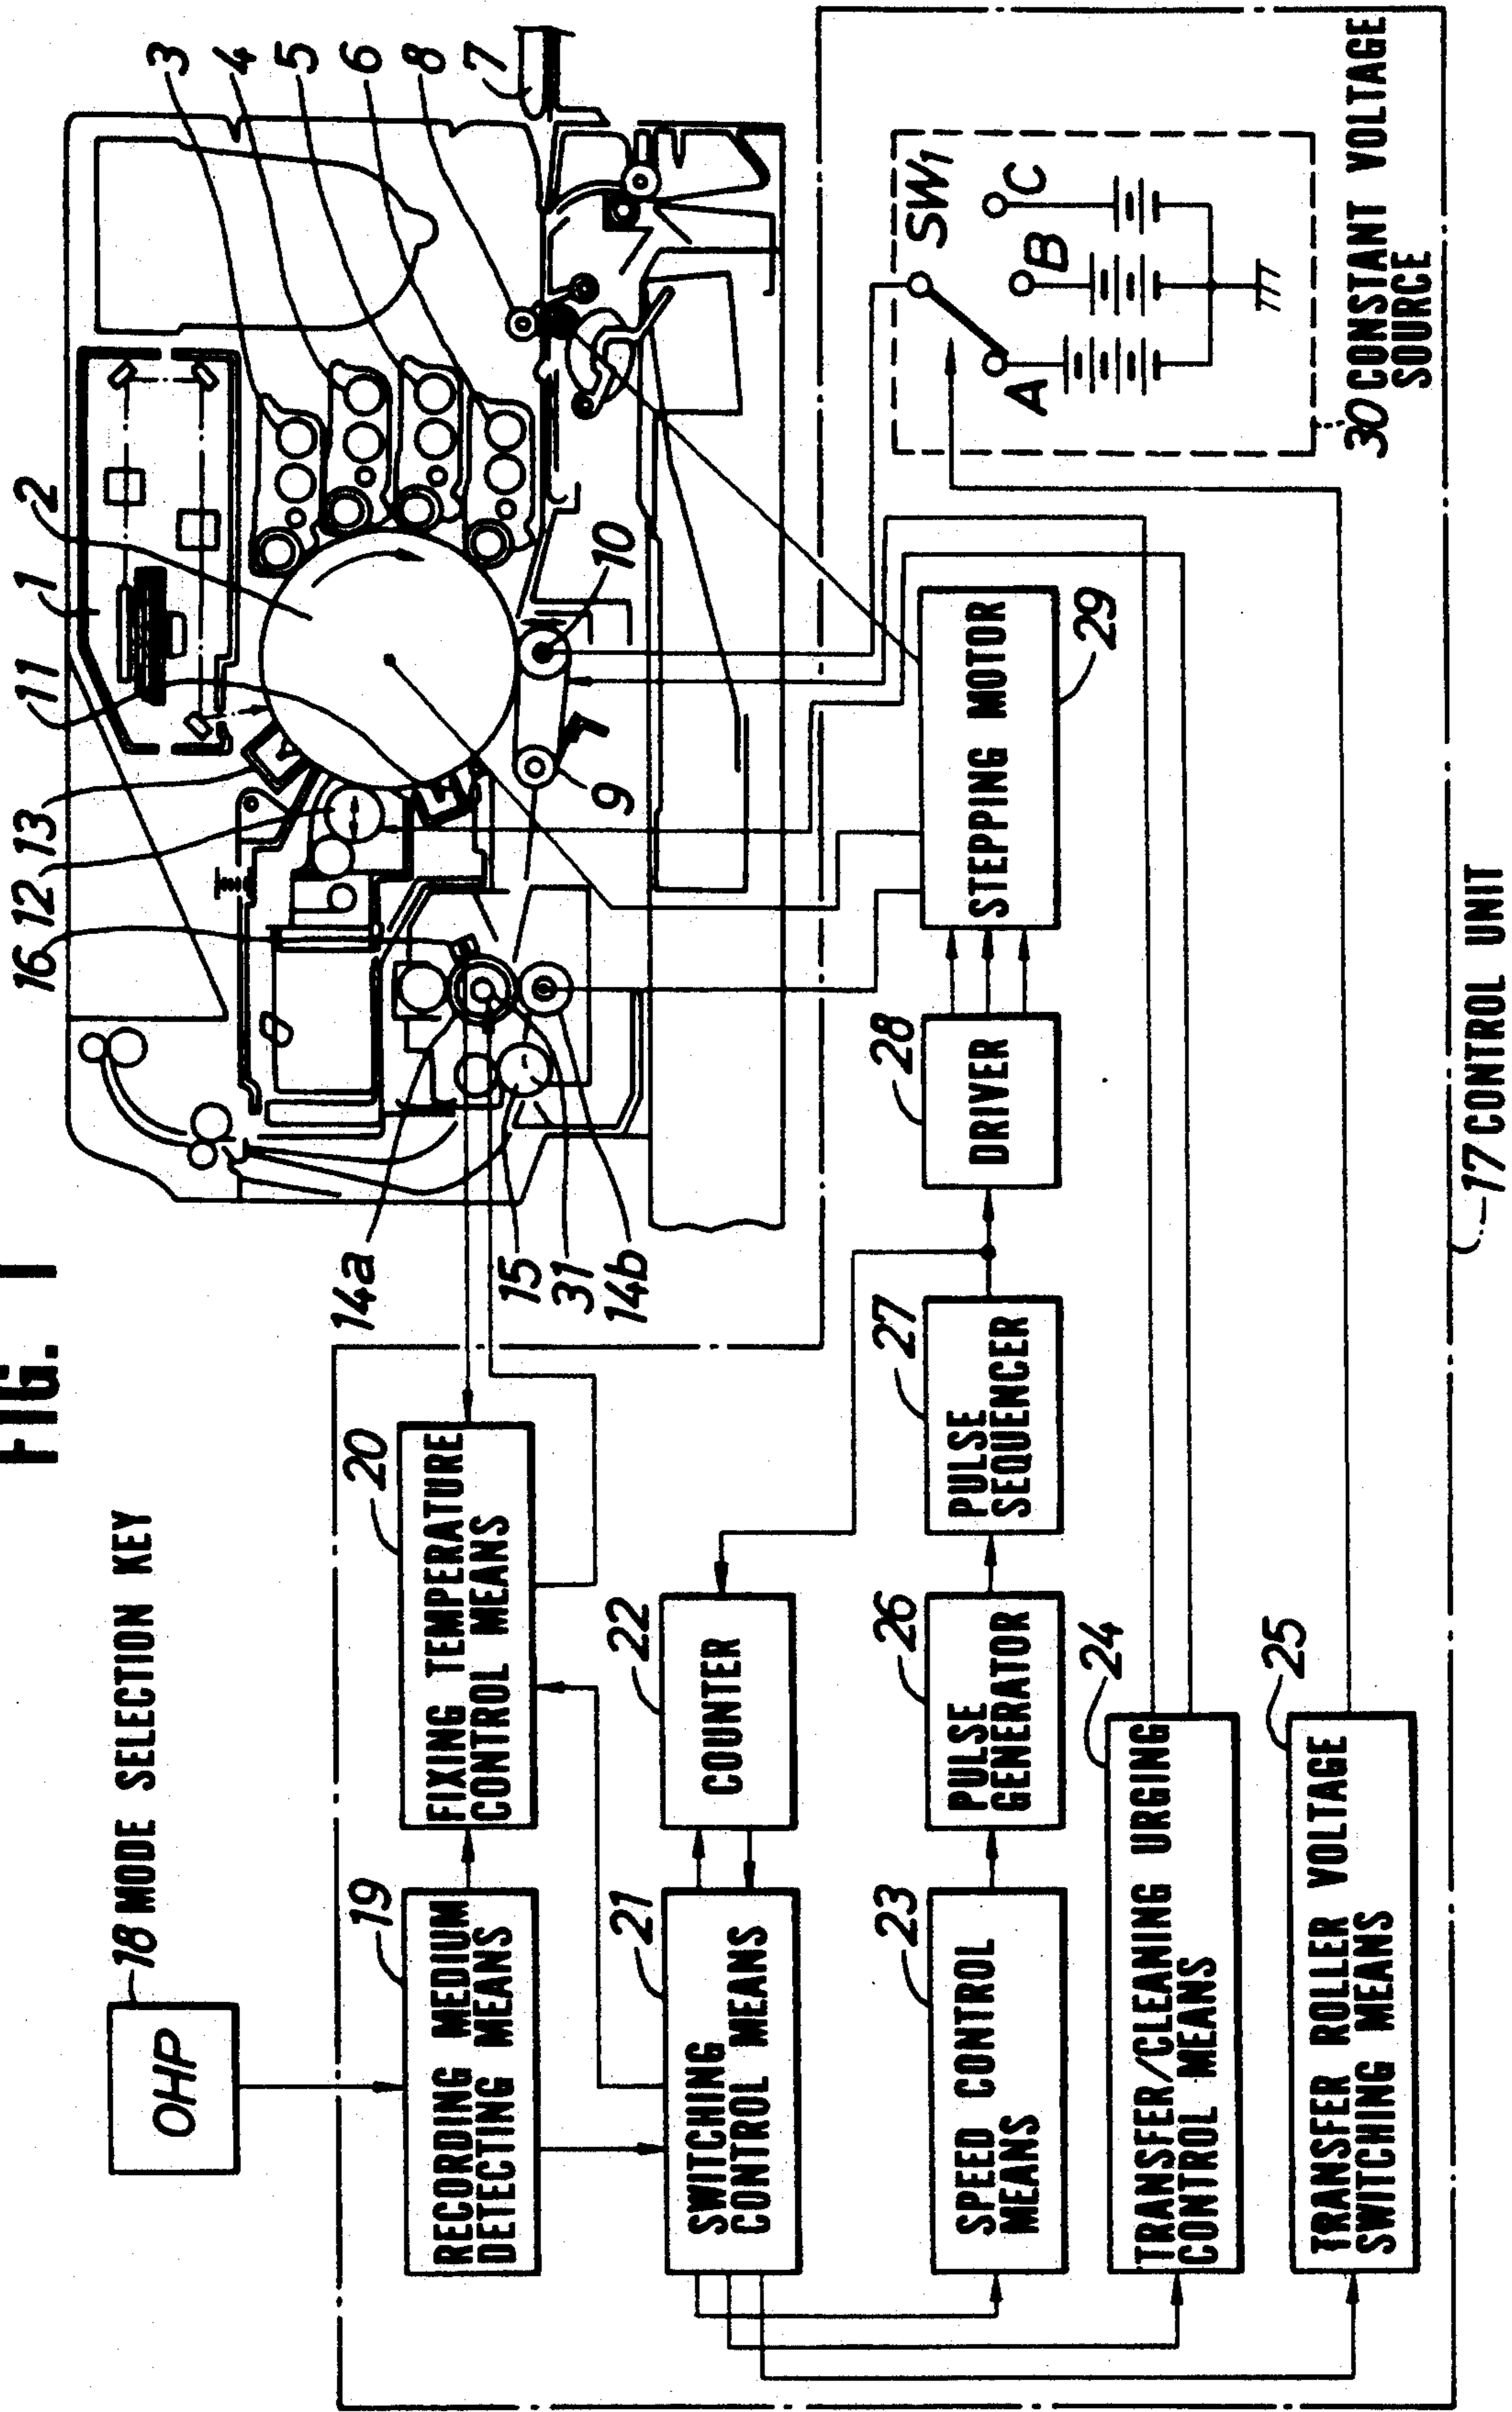 FIG. 1
18 MODE SELECTION KEY
OHP
19
RECORDING MEDIUM
DETECTING MEANS
20
FIXING TEMPERATURE
CONTROL MEANS
21
SWITCHING
CONTROL MEANS
22
COUNTER
23
SPEED CONTROL
MEANS
26
PULSE
GENERATOR
27
PULSE
SEQUENCER
28
DRIVER
29
STEPPING MOTOR
24
TRANSFER/CLEANING URGING
CONTROL MEANS
25
TRANSFER ROLLER VOLTAGE
SWITCHING MEANS
17 CONTROL UNIT
30 CONSTANT VOLTAGE
SOURCE
SW1
A
B
C
14a
15
31
14b
16
12
13
11
1
2
3
4
5
6
8
7
9
10